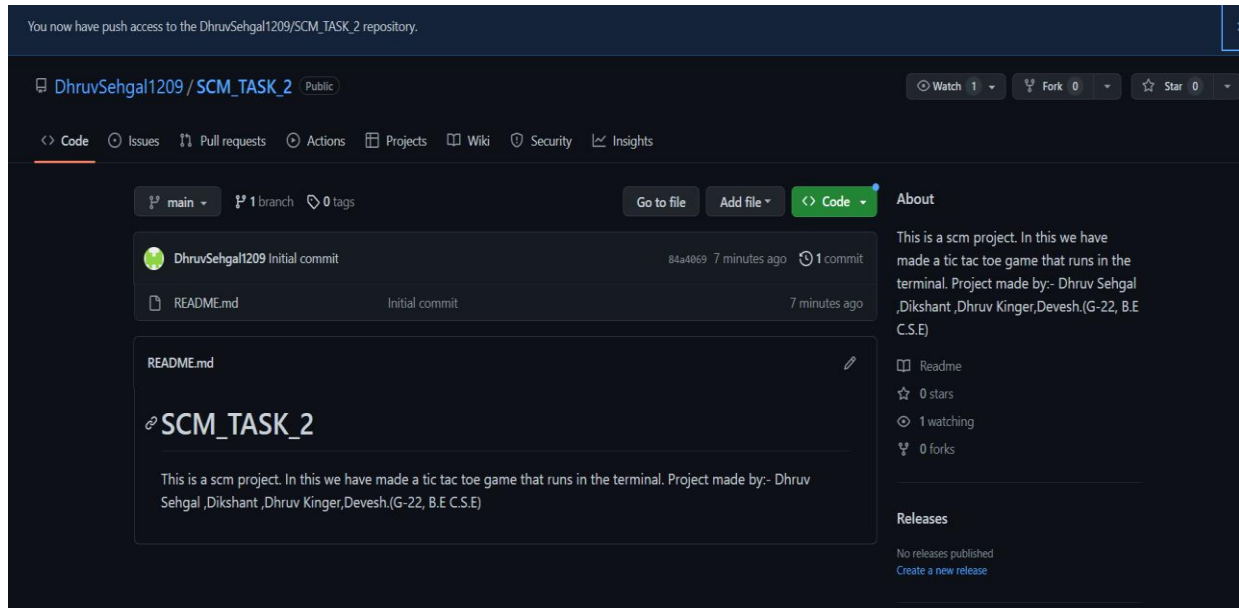 You now have push access to the DhruvSehgal1209/SCM_TASK_2 repository.
DhruvSehgal1209 / SCM_TASK_2 Public
Watch 1 Fork 0 Star 0
Code Issues Pull requests Actions Projects Wiki Security Insights
main 1 branch 0 tags Go to file Add file Code
DhruvSehgal1209 Initial commit 84a4069 7 minutes ago 1 commit
README.md Initial commit 7 minutes ago
README.md
SCM_TASK_2
This is a scm project. In this we have made a tic tac toe game that runs in the terminal. Project made by:- Dhruv
Sehgal ,Dikshant ,Dhruv Kinger,Devesh.(G-22, B.E C.S.E)
About
This is a scm project. In this we have
made a tic tac toe game that runs in the
terminal. Project made by:- Dhruv Sehgal
,Dikshant ,Dhruv Kinger,Devesh.(G-22, B.E
C.S.E)
Readme
0 stars
1 watching
0 forks
Releases
No releases published
Create a new release